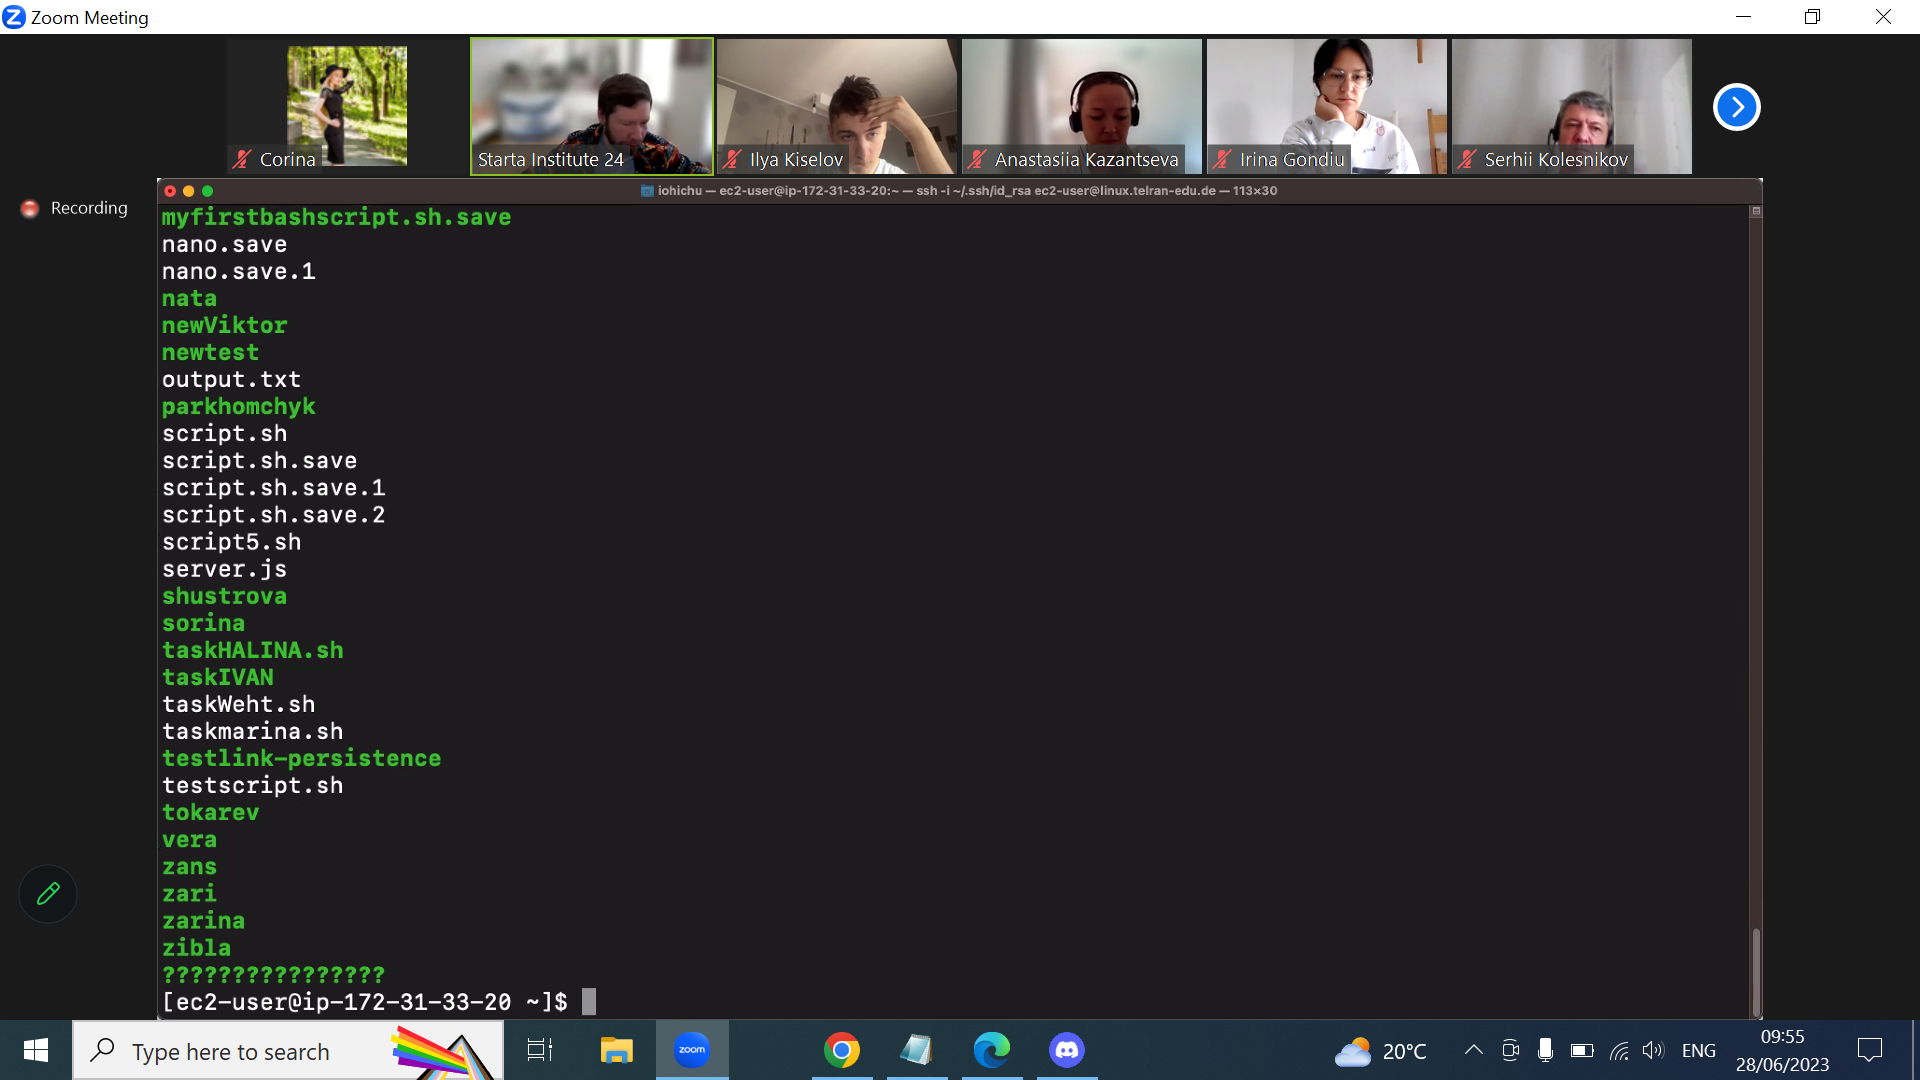 Zoom Meeting
Corina
Starta Institute 24
Ilya Kiselov
Anastasiia Kazantseva
Irina Gondiu
Serhii Kolesnikov
Recording
iohichu — ec2-user@ip-172-31-33-20:~ — ssh -i ~/.ssh/id_rsa ec2-user@linux.telran-edu.de — 113×30
myfirstbashscript.sh.save
nano.save
nano.save.1
nata
newViktor
newtest
output.txt
parkhomchyk
script.sh
script.sh.save
script.sh.save.1
script.sh.save.2
script5.sh
server.js
shustrova
sorina
taskHALINA.sh
taskIVAN
taskWeht.sh
taskmarina.sh
testlink-persistence
testscript.sh
tokarev
vera
zans
zari
zarina
zibla
????????????????
[ec2-user@ip-172-31-33-20 ~]$
Type here to search
zoom
20°C
ENG
09:55
28/06/2023